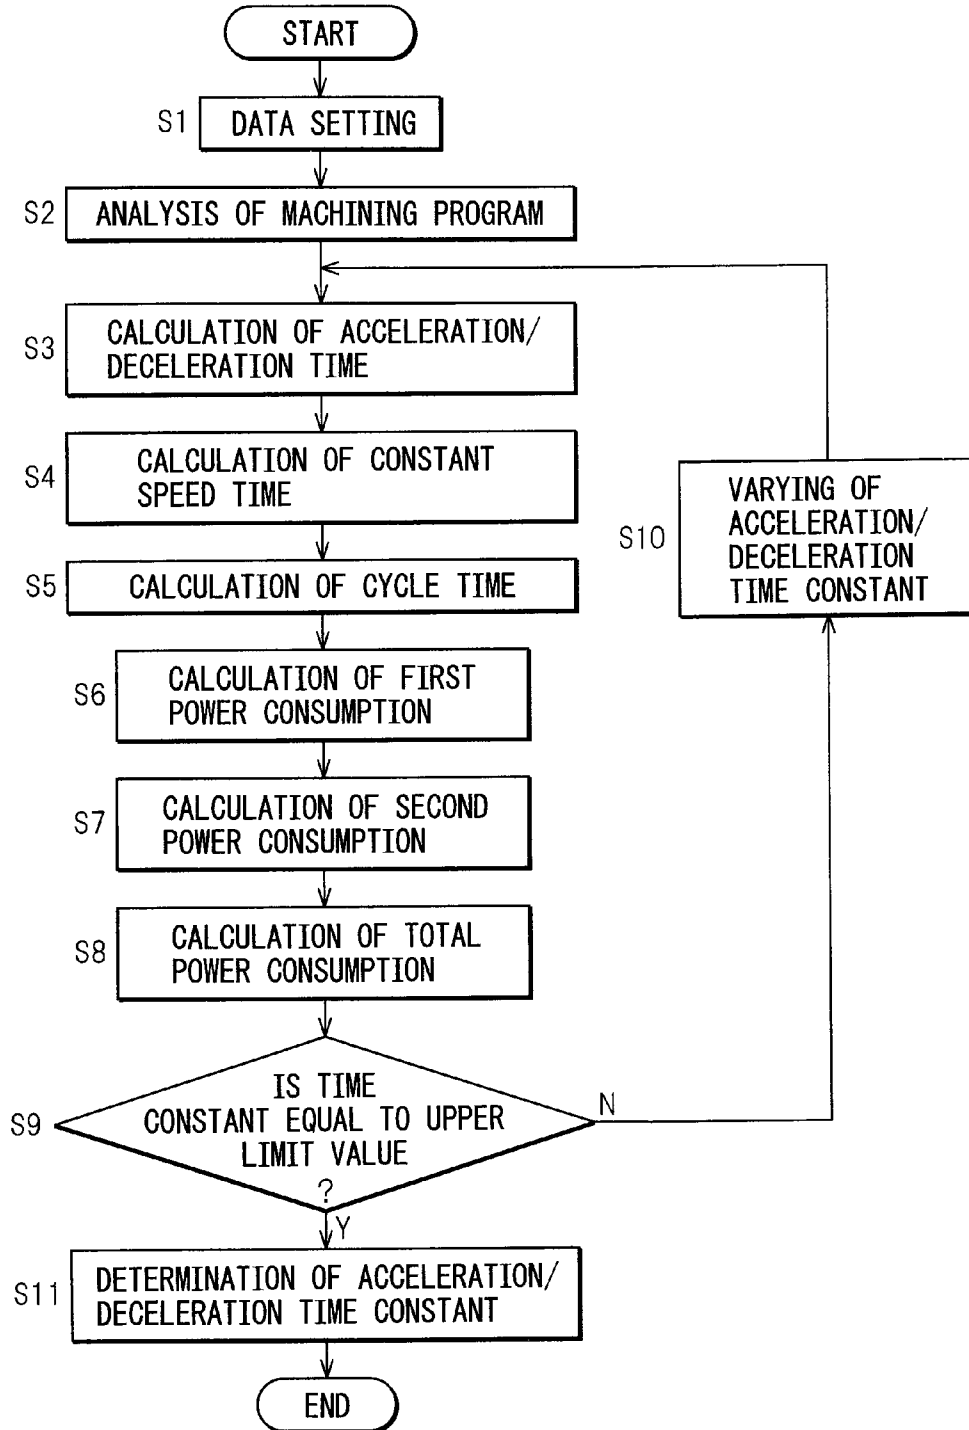 START
S1
DATA SETTING
S2
ANALYSIS OF MACHINING PROGRAM
S3
CALCULATION OF ACCELERATION/
DECELERATION TIME
S4
CALCULATION OF CONSTANT
SPEED TIME
S5
CALCULATION OF CYCLE TIME
S6
CALCULATION OF FIRST
POWER CONSUMPTION
S7
CALCULATION OF SECOND
POWER CONSUMPTION
S8
CALCULATION OF TOTAL
POWER CONSUMPTION
S9
IS TIME
CONSTANT EQUAL TO UPPER
LIMIT VALUE
?
N
Y
S10
VARYING OF
ACCELERATION/
DECELERATION
TIME CONSTANT
S11
DETERMINATION OF ACCELERATION/
DECELERATION TIME CONSTANT
END